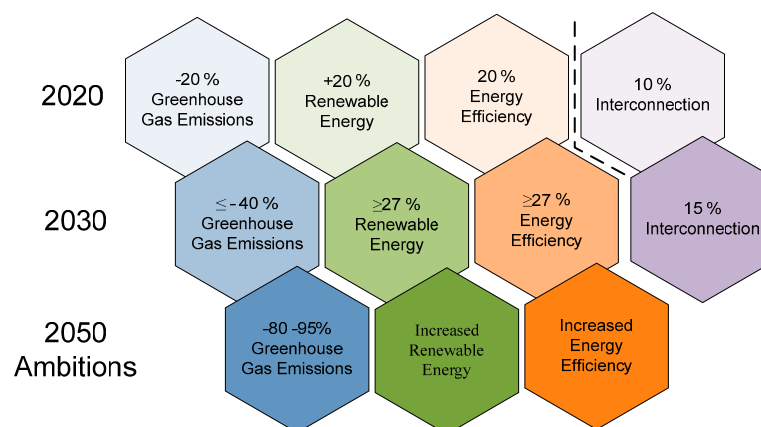 2020
-20 %
Greenhouse
Gas Emissions
+20 %
Renewable
Energy
20 %
Energy
Efficiency
10 %
Interconnection
2030
≤ - 40 %
Greenhouse
Gas Emissions
≥27 %
Renewable
Energy
≥27 %
Energy
Efficiency
15 %
Interconnection
2050
Ambitions
-80 -95%
Greenhouse
Gas Emissions
Increased
Renewable
Energy
Increased
Energy
Efficiency